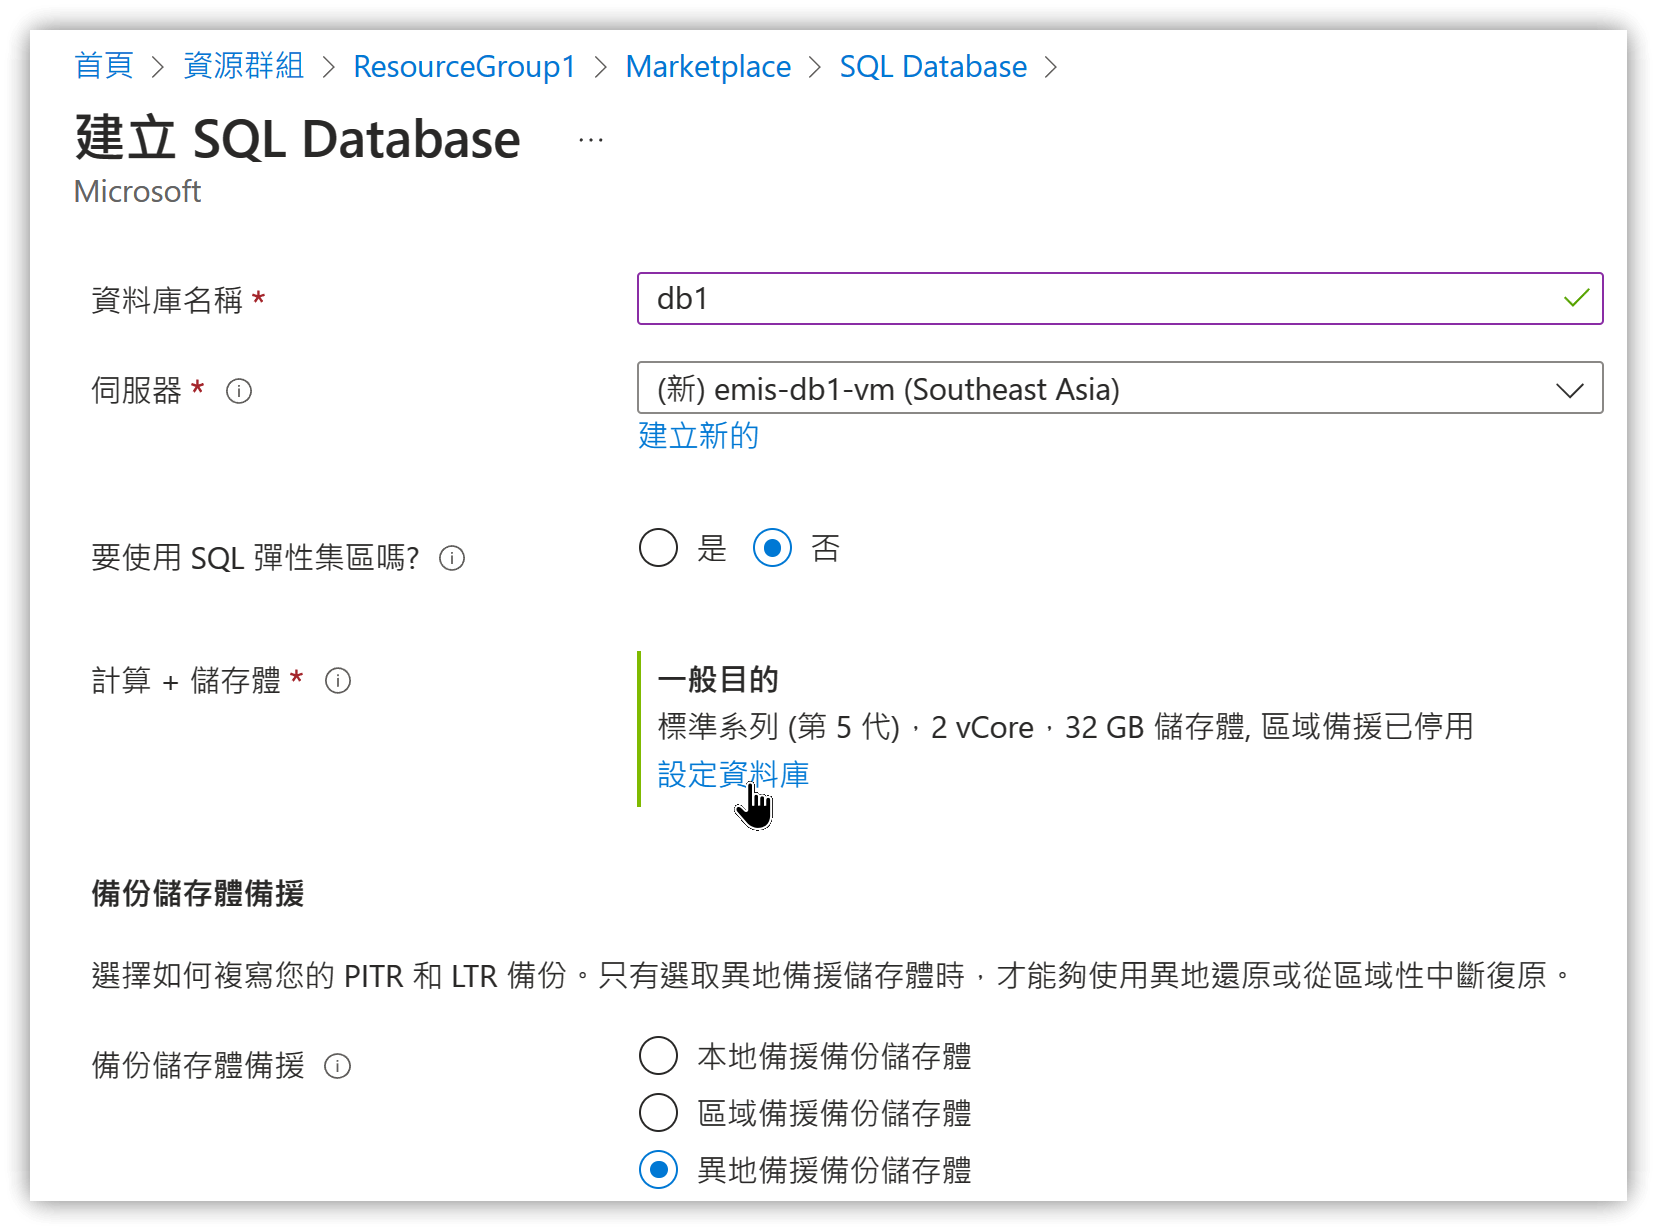 首頁 > 資源群組 > ResourceGroup1 > Marketplace > SQL Database >
建立 SQL Database ...
Microsoft
資料庫名稱 * db1
伺服器 * (新) emis-db1-vm (Southeast Asia)
建立新的
要使用 SQL 彈性集區嗎? 是 否
計算 + 儲存體 * 一般目的
標準系列 (第 5 代)，2 vCore，32 GB 儲存體, 區域備援已停用
設定資料庫
備份儲存體備援
選擇如何複寫您的 PITR 和 LTR 備份。只有選取異地備援儲存體時，才能夠使用異地還原或從區域性中斷復原。
備份儲存體備援 本地備援備份儲存體
區域備援備份儲存體
異地備援備份儲存體